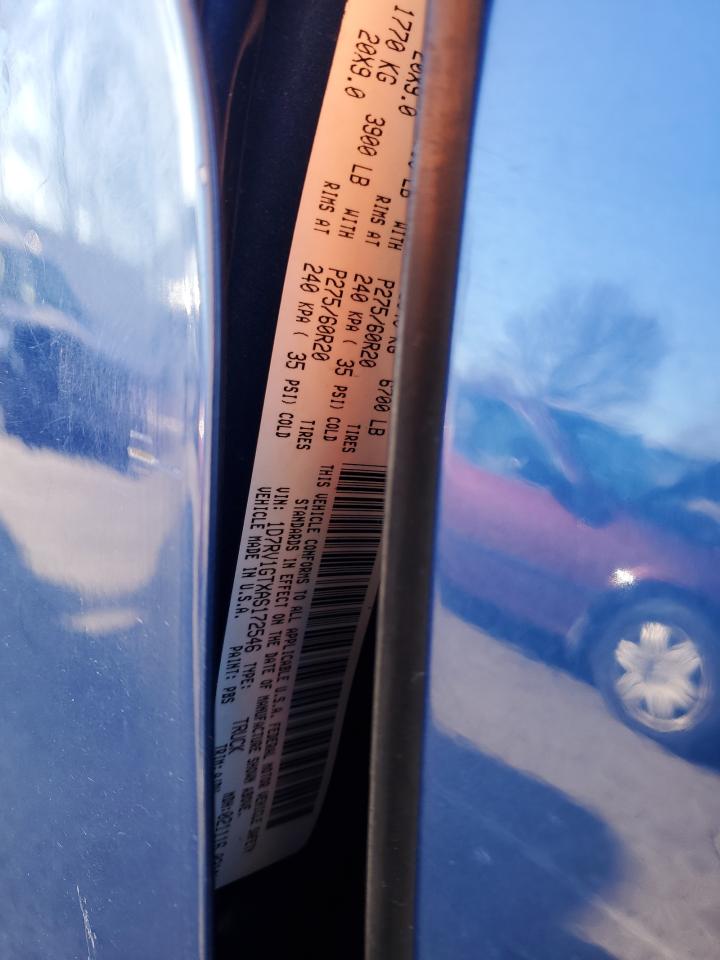 6700 LB
1770 KG 3900 LB WITH
P275/60R20 TIRES
20X9.0 RIMS AT 240 KPA ( 35 PSI) COLD
WITH P275/60R20 TIRES
20X9.0 RIMS AT 240 KPA ( 35 PSI) COLD
THIS VEHICLE CONFORMS TO ALL APPLICABLE U.S.A. FEDERAL MOTOR VEHICLE SAFETY
STANDARDS IN EFFECT ON THE DATE OF MANUFACTURE SHOWN ABOVE.
VIN: 1D7RV1GTXAS172546 TYPE: TRUCK
VEHICLE MADE IN U.S.A. PAINT: PBS